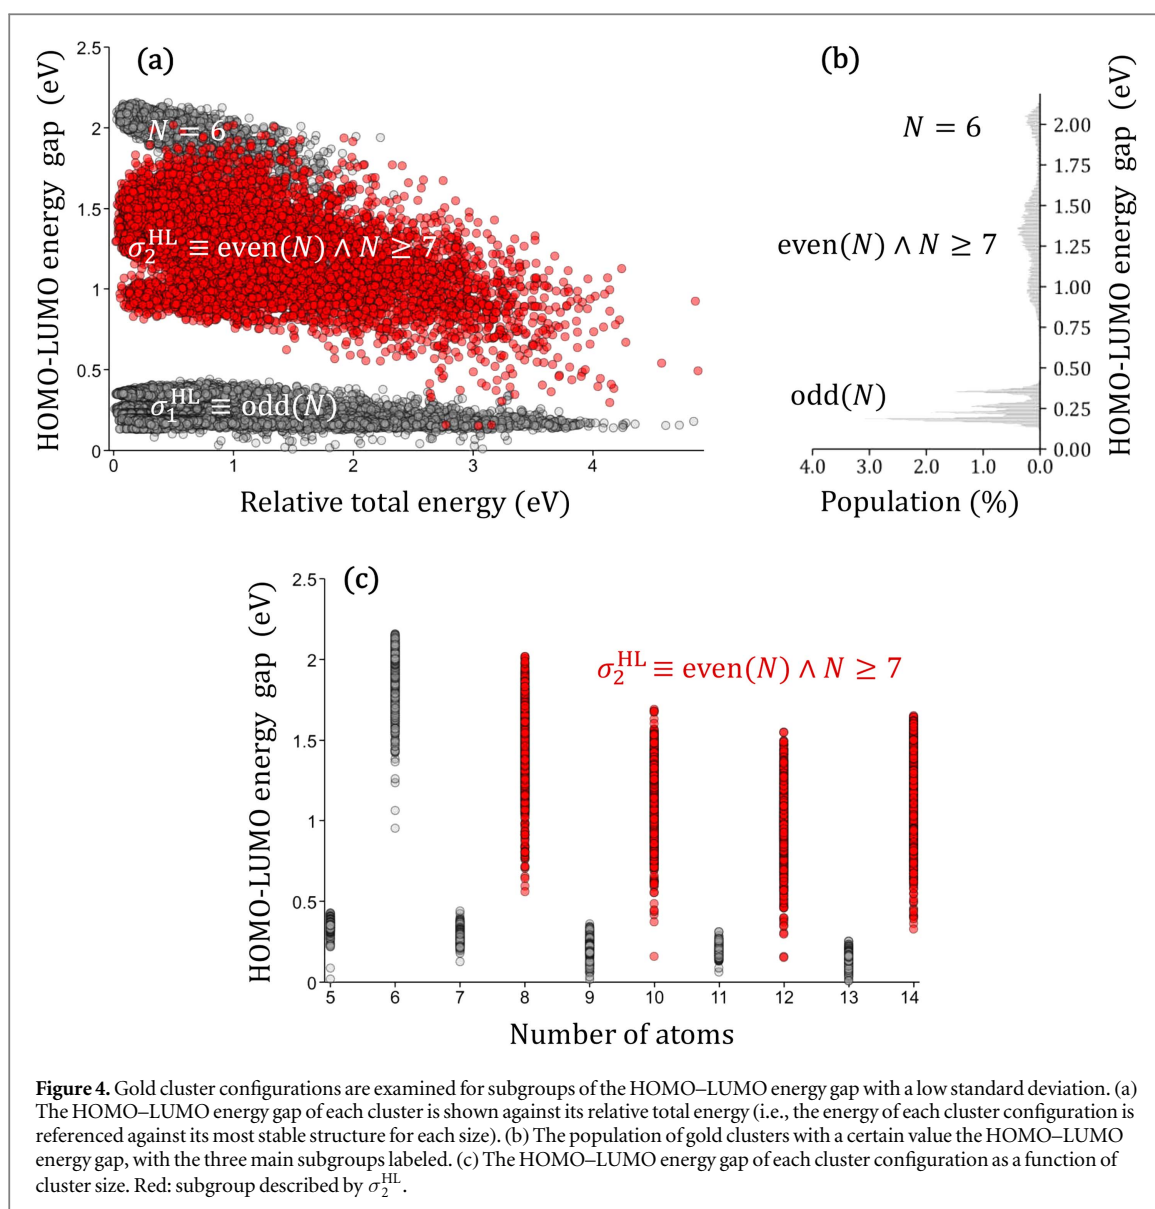 (a)
HOMO-LUMO energy gap (eV)
2.5
2
1.5
1
0.5
0
N = 6
σ₂ᴴᴸ ≡ even(N) ∧ N ≥ 7
σ₁ᴴᴸ ≡ odd(N)
0 1 2 3 4
Relative total energy (eV)
(b)
N = 6
even(N) ∧ N ≥ 7
odd(N)
2.00
1.75
1.50
1.25
1.00
0.75
0.50
0.25
0.00
HOMO-LUMO energy gap (eV)
4.0 3.0 2.0 1.0 0.0
Population (%)
(c)
HOMO-LUMO energy gap (eV)
2.5
2
1.5
1
0.5
0
σ₂ᴴᴸ ≡ even(N) ∧ N ≥ 7
5 6 7 8 9 10 11 12 13 14
Number of atoms
Figure 4. Gold cluster configurations are examined for subgroups of the HOMO–LUMO energy gap with a low standard deviation. (a)
The HOMO–LUMO energy gap of each cluster is shown against its relative total energy (i.e., the energy of each cluster configuration is
referenced against its most stable structure for each size). (b) The population of gold clusters with a certain value the HOMO–LUMO
energy gap, with the three main subgroups labeled. (c) The HOMO–LUMO energy gap of each cluster configuration as a function of
cluster size. Red: subgroup described by σ₂ᴴᴸ.